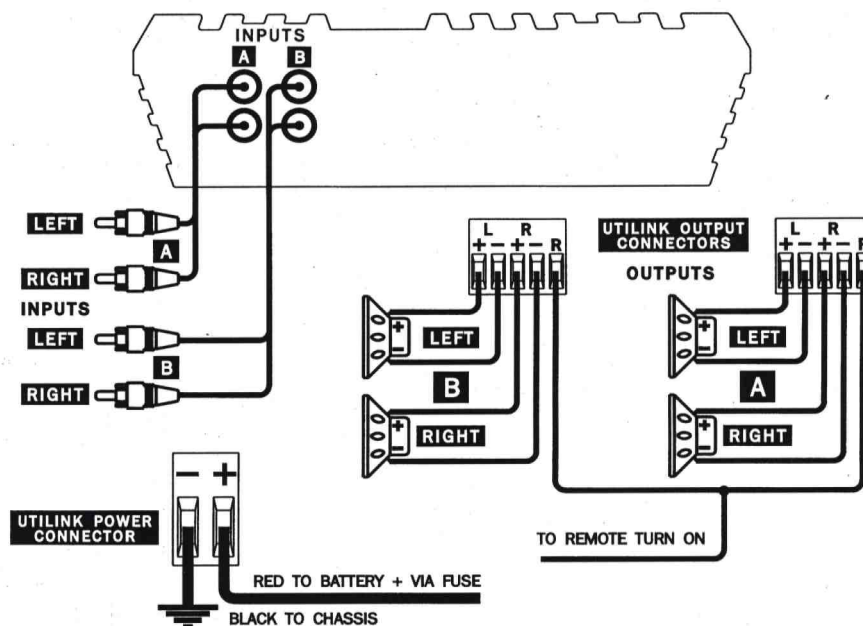 INPUTS
A B
LEFT
A
RIGHT
INPUTS
LEFT
B
RIGHT
L R
+ - + - R
UTILINK OUTPUT
CONNECTORS
OUTPUTS
L R
+ - + - R
+
-
LEFT
B
+
-
RIGHT
+
-
LEFT
A
+
-
RIGHT
- +
UTILINK POWER
CONNECTOR
TO REMOTE TURN ON
RED TO BATTERY + VIA FUSE
BLACK TO CHASSIS